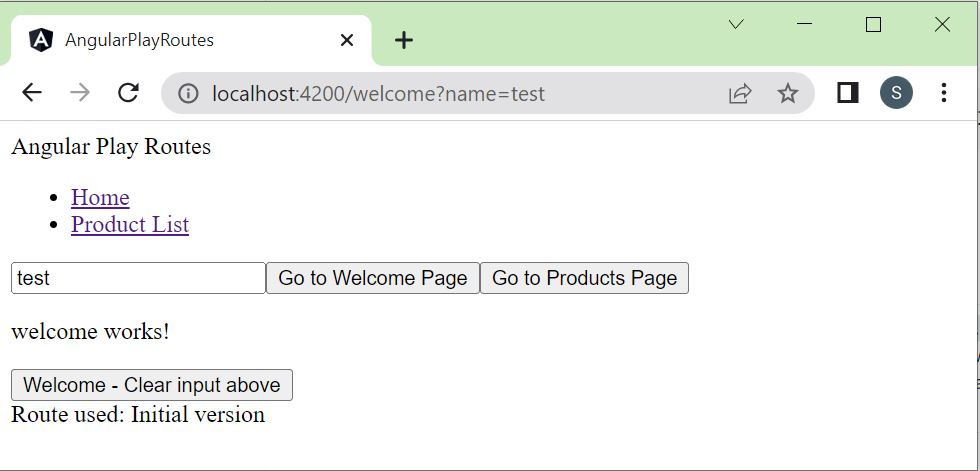 AngularPlayRoutes
localhost:4200/welcome?name=test
S
Angular Play Routes
Home
Product List
test Go to Welcome Page Go to Products Page
welcome works!
Welcome - Clear input above
Route used: Initial version